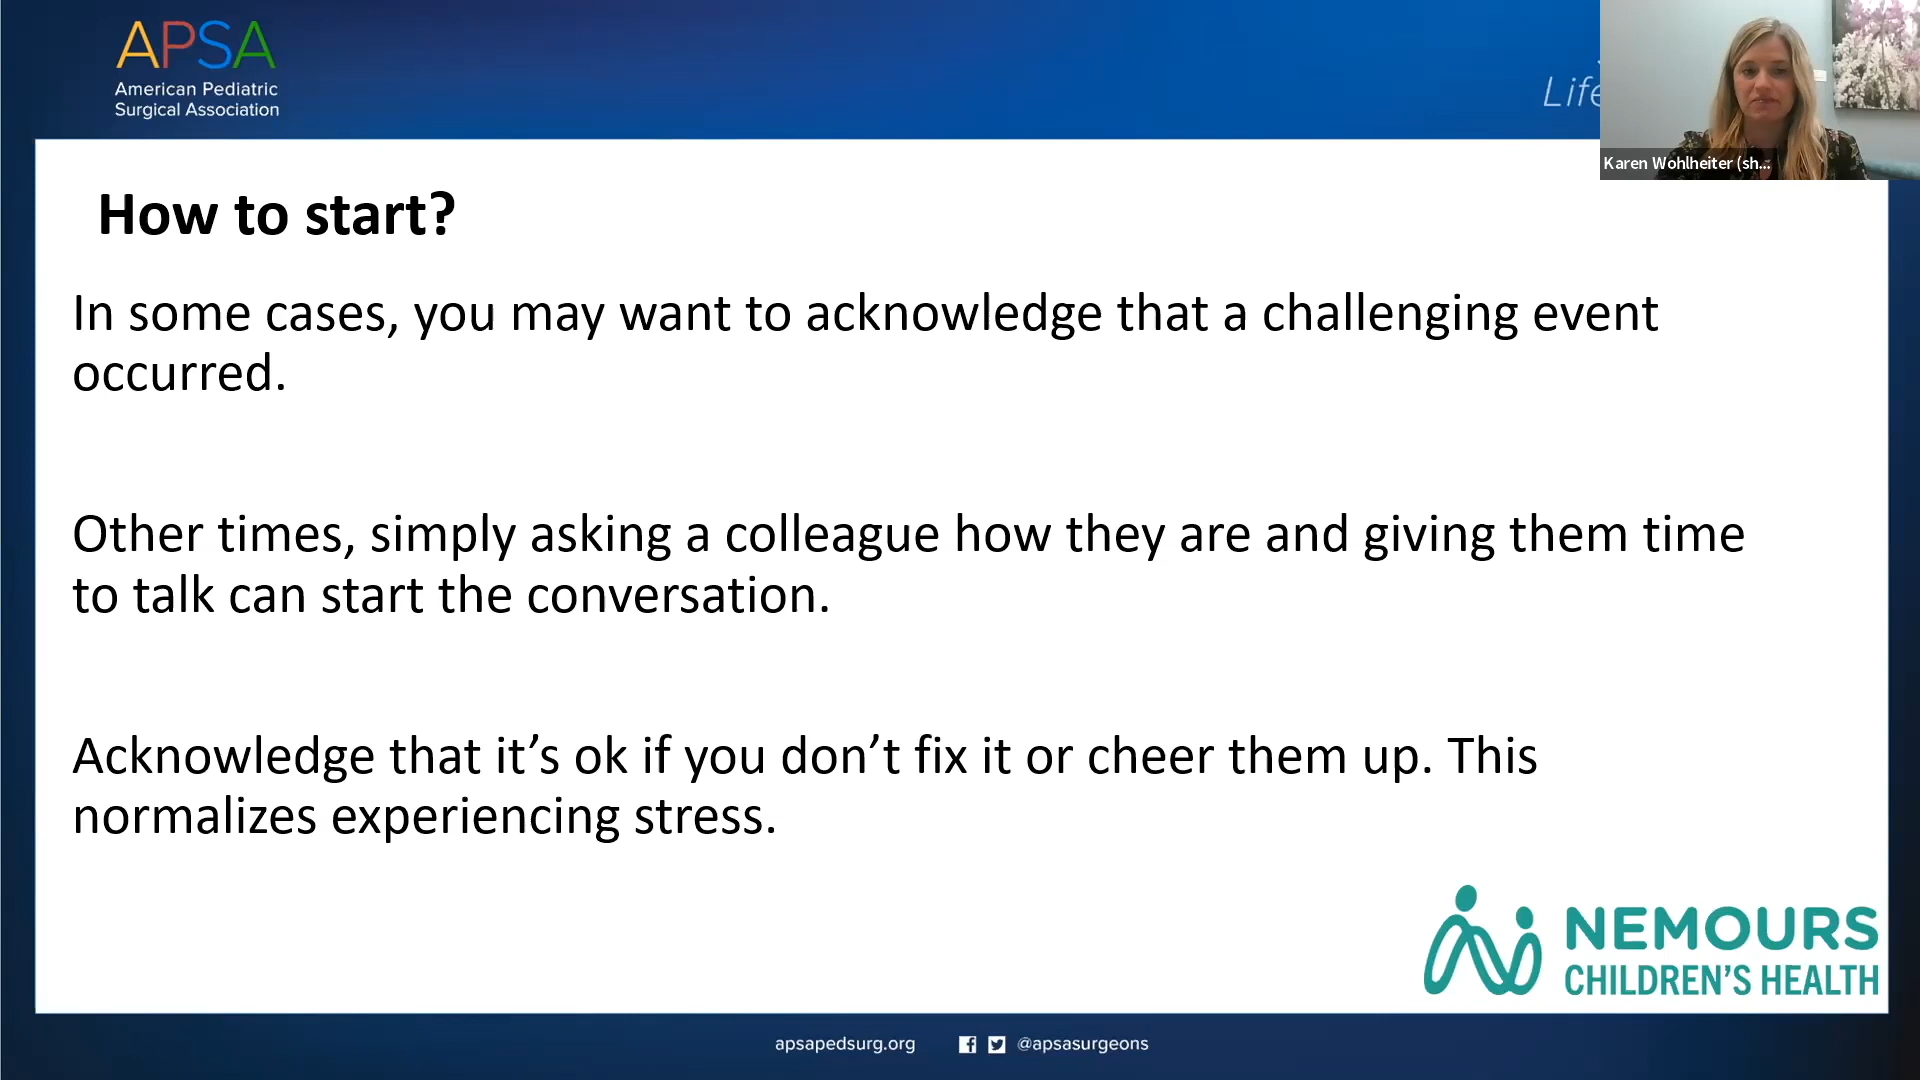 APSA
American Pediatric
Surgical Association
Life
Karen Wohlheiter (sh...
How to start?
In some cases, you may want to acknowledge that a challenging event
occurred.
Other times, simply asking a colleague how they are and giving them time
to talk can start the conversation.
Acknowledge that it’s ok if you don’t fix it or cheer them up. This
normalizes experiencing stress.
NEMOURS
CHILDREN’S HEALTH
apsapedsurg.org
@apsasurgeons